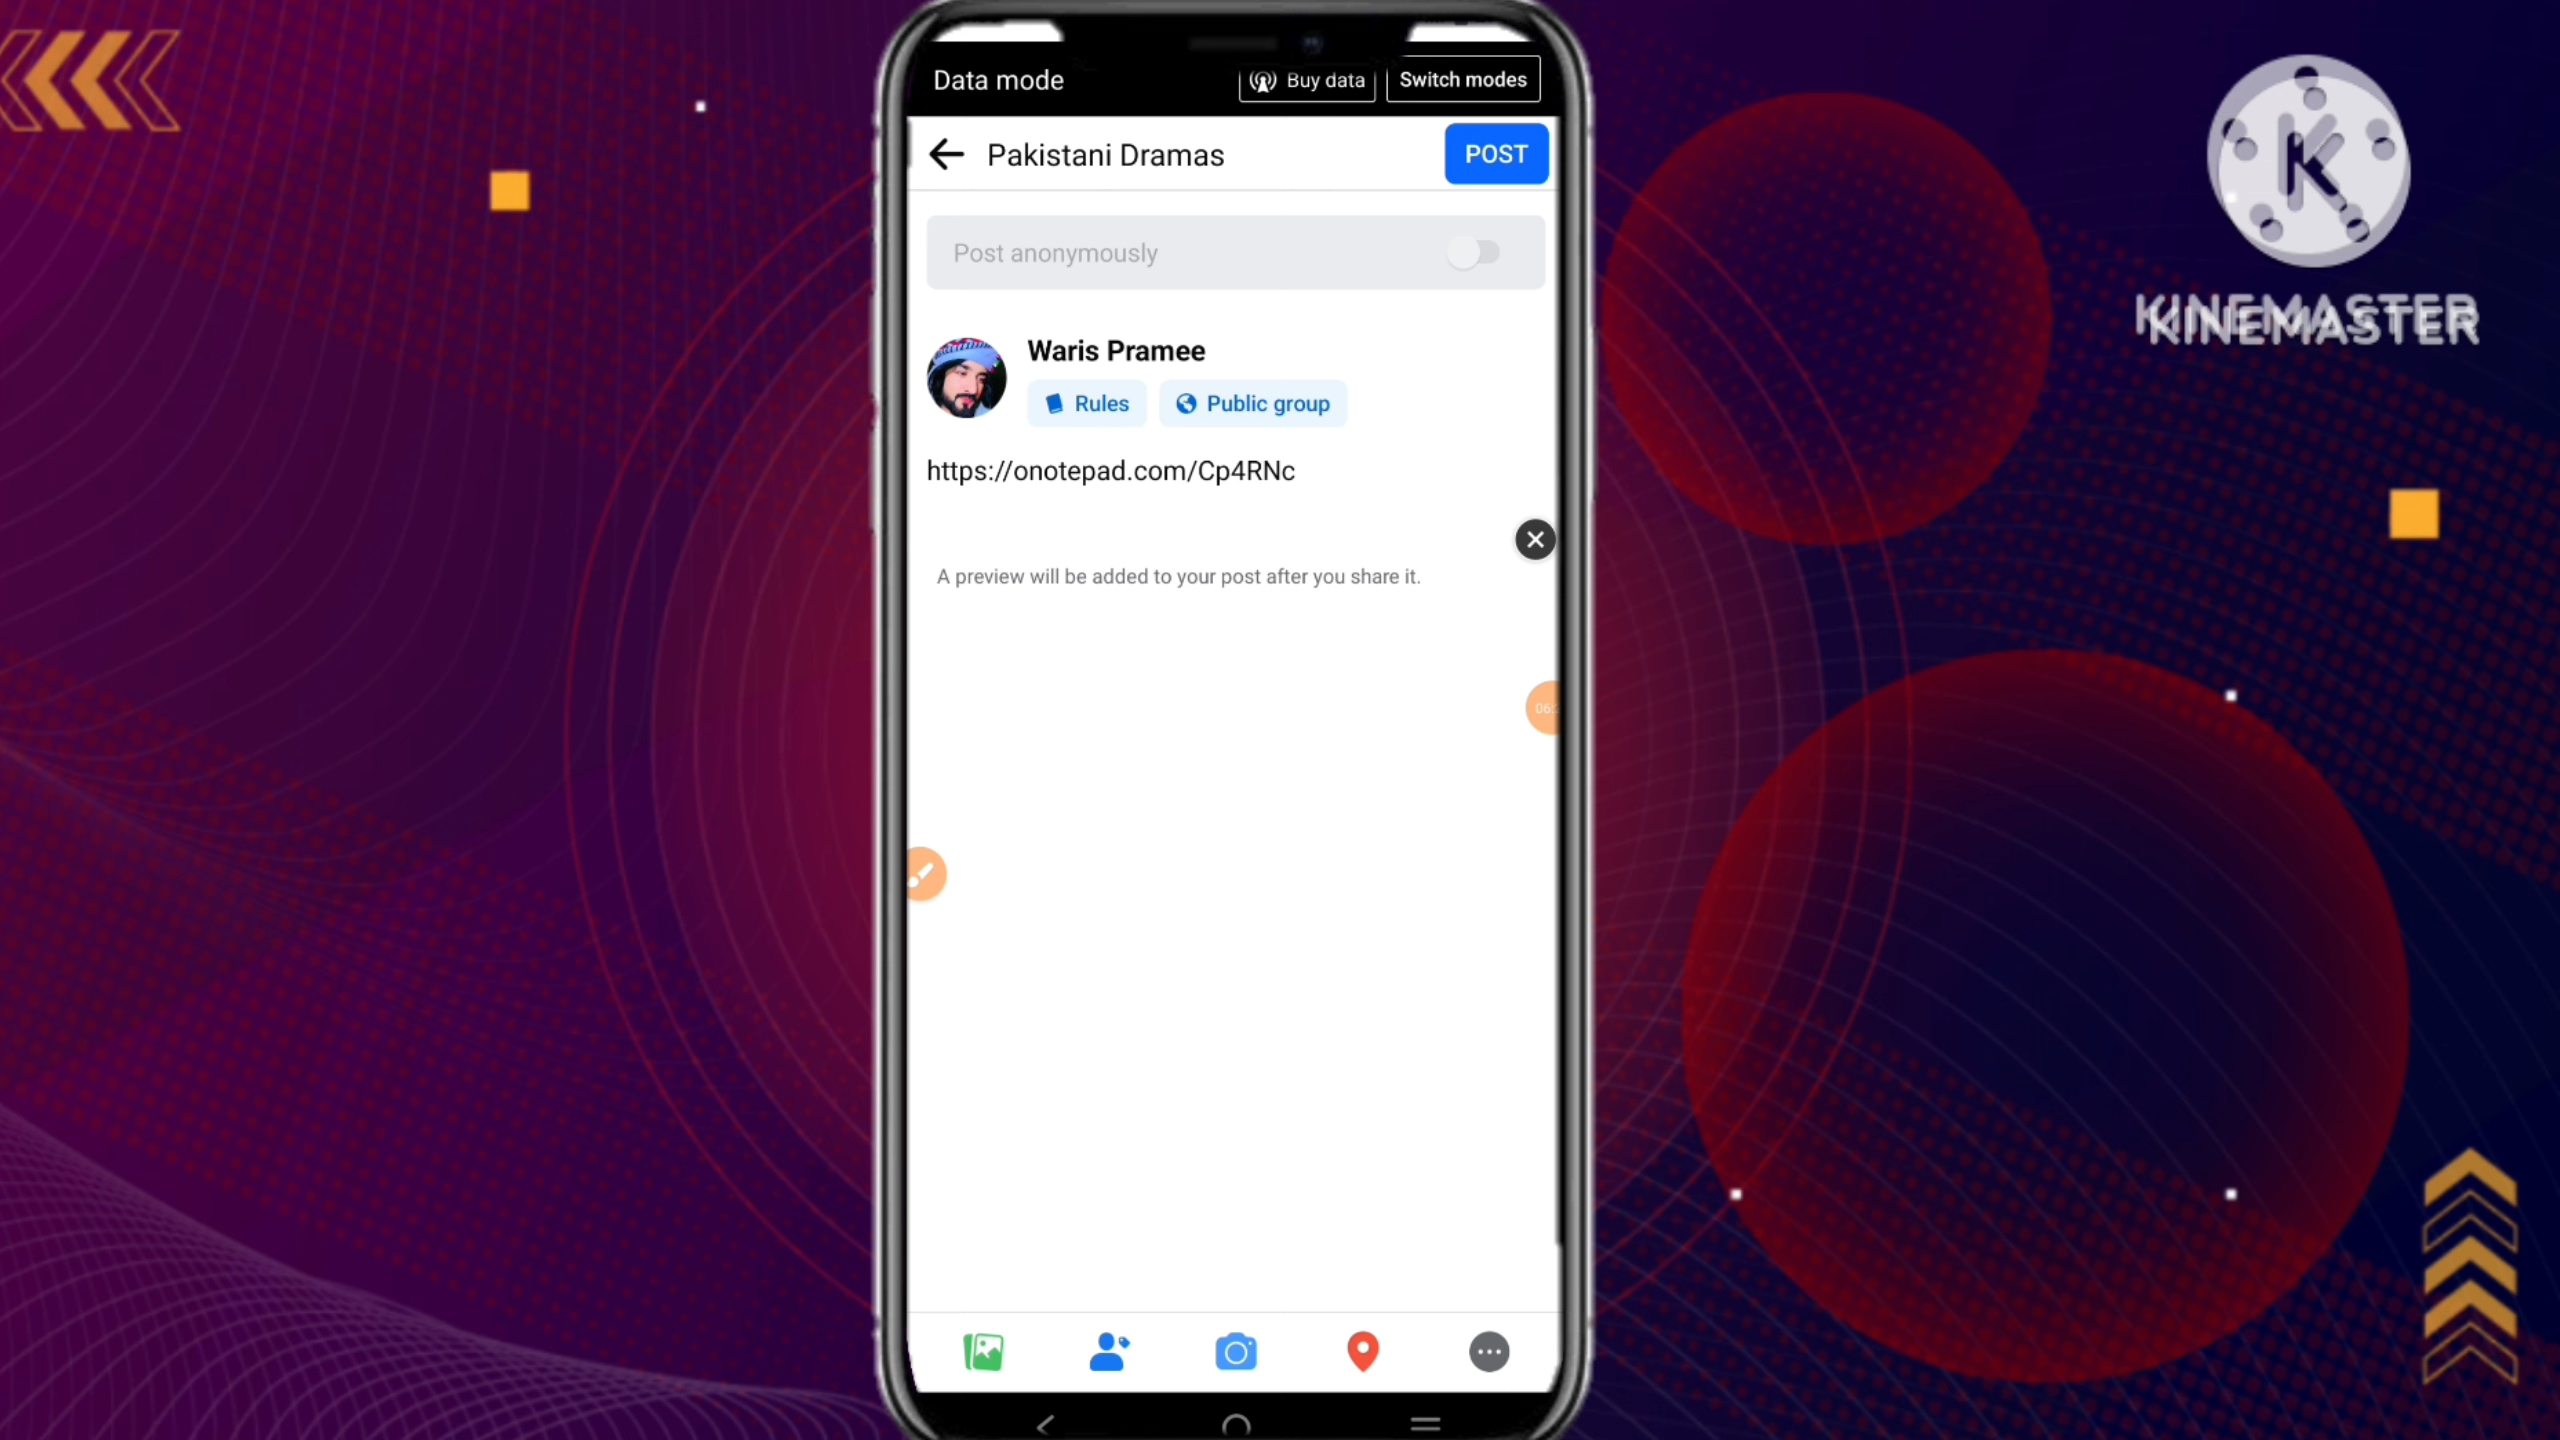 Data mode
Buy data
Switch modes
Pakistani Dramas
POST
Post anonymously
Waris Pramee
Rules
Public group
https://onotepad.com/Cp4RNc
A preview will be added to your post after you share it.
06:
K
KINEMASTER